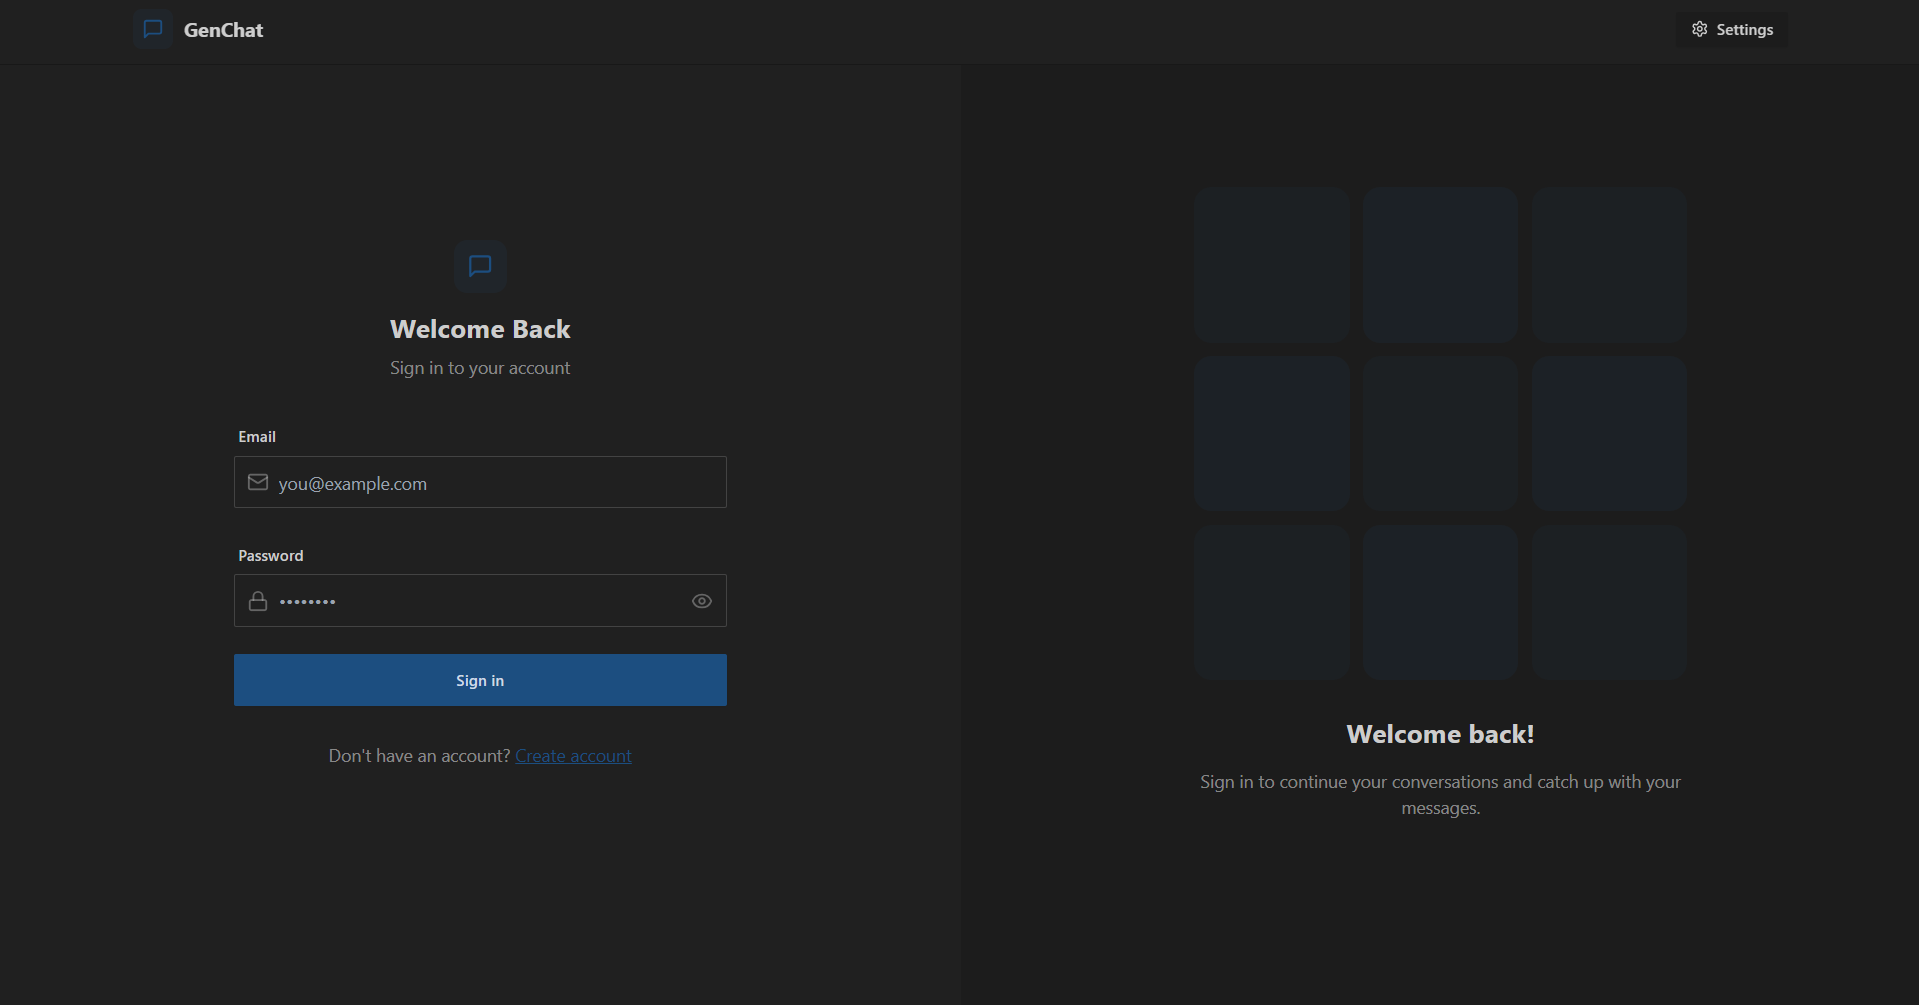 GenChat
Settings
Welcome Back
Sign in to your account
Email
you@example.com
Password
••••••••
Sign in
Don't have an account? Create account
Welcome back!
Sign in to continue your conversations and catch up with your
messages.